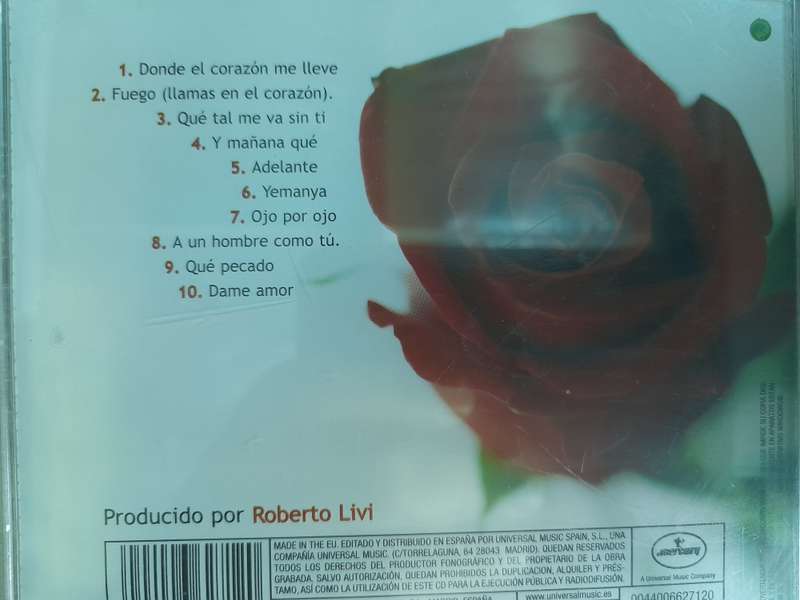 1. Donde el corazón me lleve
2. Fuego (llamas en el corazón).
3. Qué tal me va sin ti
4. Y mañana qué
5. Adelante
6. Yemanya
7. Ojo por ojo
8. A un hombre como tú.
9. Qué pecado
10. Dame amor
Producido por Roberto Livi
MADE IN THE EU. EDITADO Y DISTRIBUIDO EN ESPAÑA POR UNIVERSAL MUSIC SPAIN, S.L., UNA
COMPAÑÍA UNIVERSAL MUSIC. (C/TORRELAGUNA, 64 28043 MADRID). QUEDAN RESERVADOS
TODOS LOS DERECHOS DEL PRODUCTOR FONOGRÁFICO Y DEL PROPIETARIO DE LA OBRA
GRABADA. SALVO AUTORIZACIÓN, QUEDAN PROHIBIDOS LA DUPLICACION, ALQUILER Y PRÉS-
TAMO, ASÍ COMO LA UTILIZACIÓN DE ESTE CD PARA LA EJECUCIÓN PÚBLICA Y RADIODIFUSIÓN.
mercury
A Universal Music Company
www.universalmusic.es
0044006627120